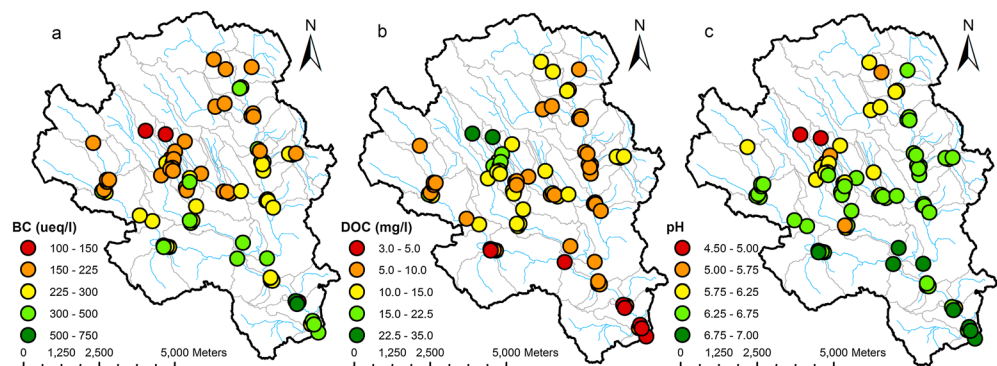 a
N
BC (ueq/l)
100 - 150
150 - 225
225 - 300
300 - 500
500 - 750
0 1,250 2,500 5,000 Meters
b
N
DOC (mg/l)
3.0 - 5.0
5.0 - 10.0
10.0 - 15.0
15.0 - 22.5
22.5 - 35.0
0 1,250 2,500 5,000 Meters
c
N
pH
4.50 - 5.00
5.00 - 5.75
5.75 - 6.25
6.25 - 6.75
6.75 - 7.00
0 1,250 2,500 5,000 Meters